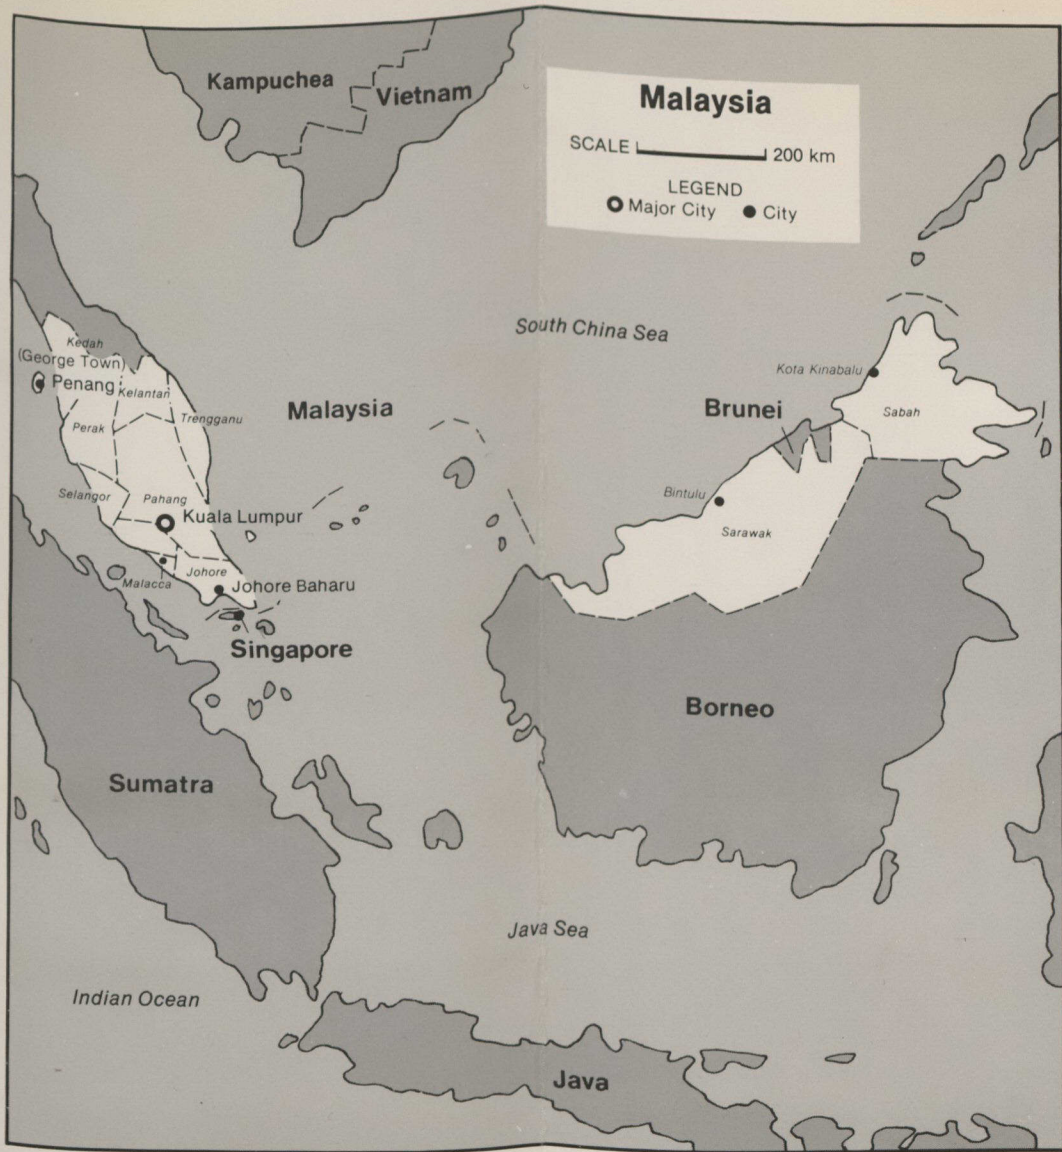 Kampuchea
Vietnam
Malaysia
SCALE 200 km
LEGEND
Major City City
South China Sea
Kedah
(George Town)
Penang
Kelantan
Trengganu
Perak
Malaysia
Kota Kinabalu
Brunei
Sabah
Selangor
Pahang
Kuala Lumpur
Bintulu
Sarawak
Malacca
Johore
Johore Baharu
Singapore
Borneo
Sumatra
Java Sea
Indian Ocean
Java